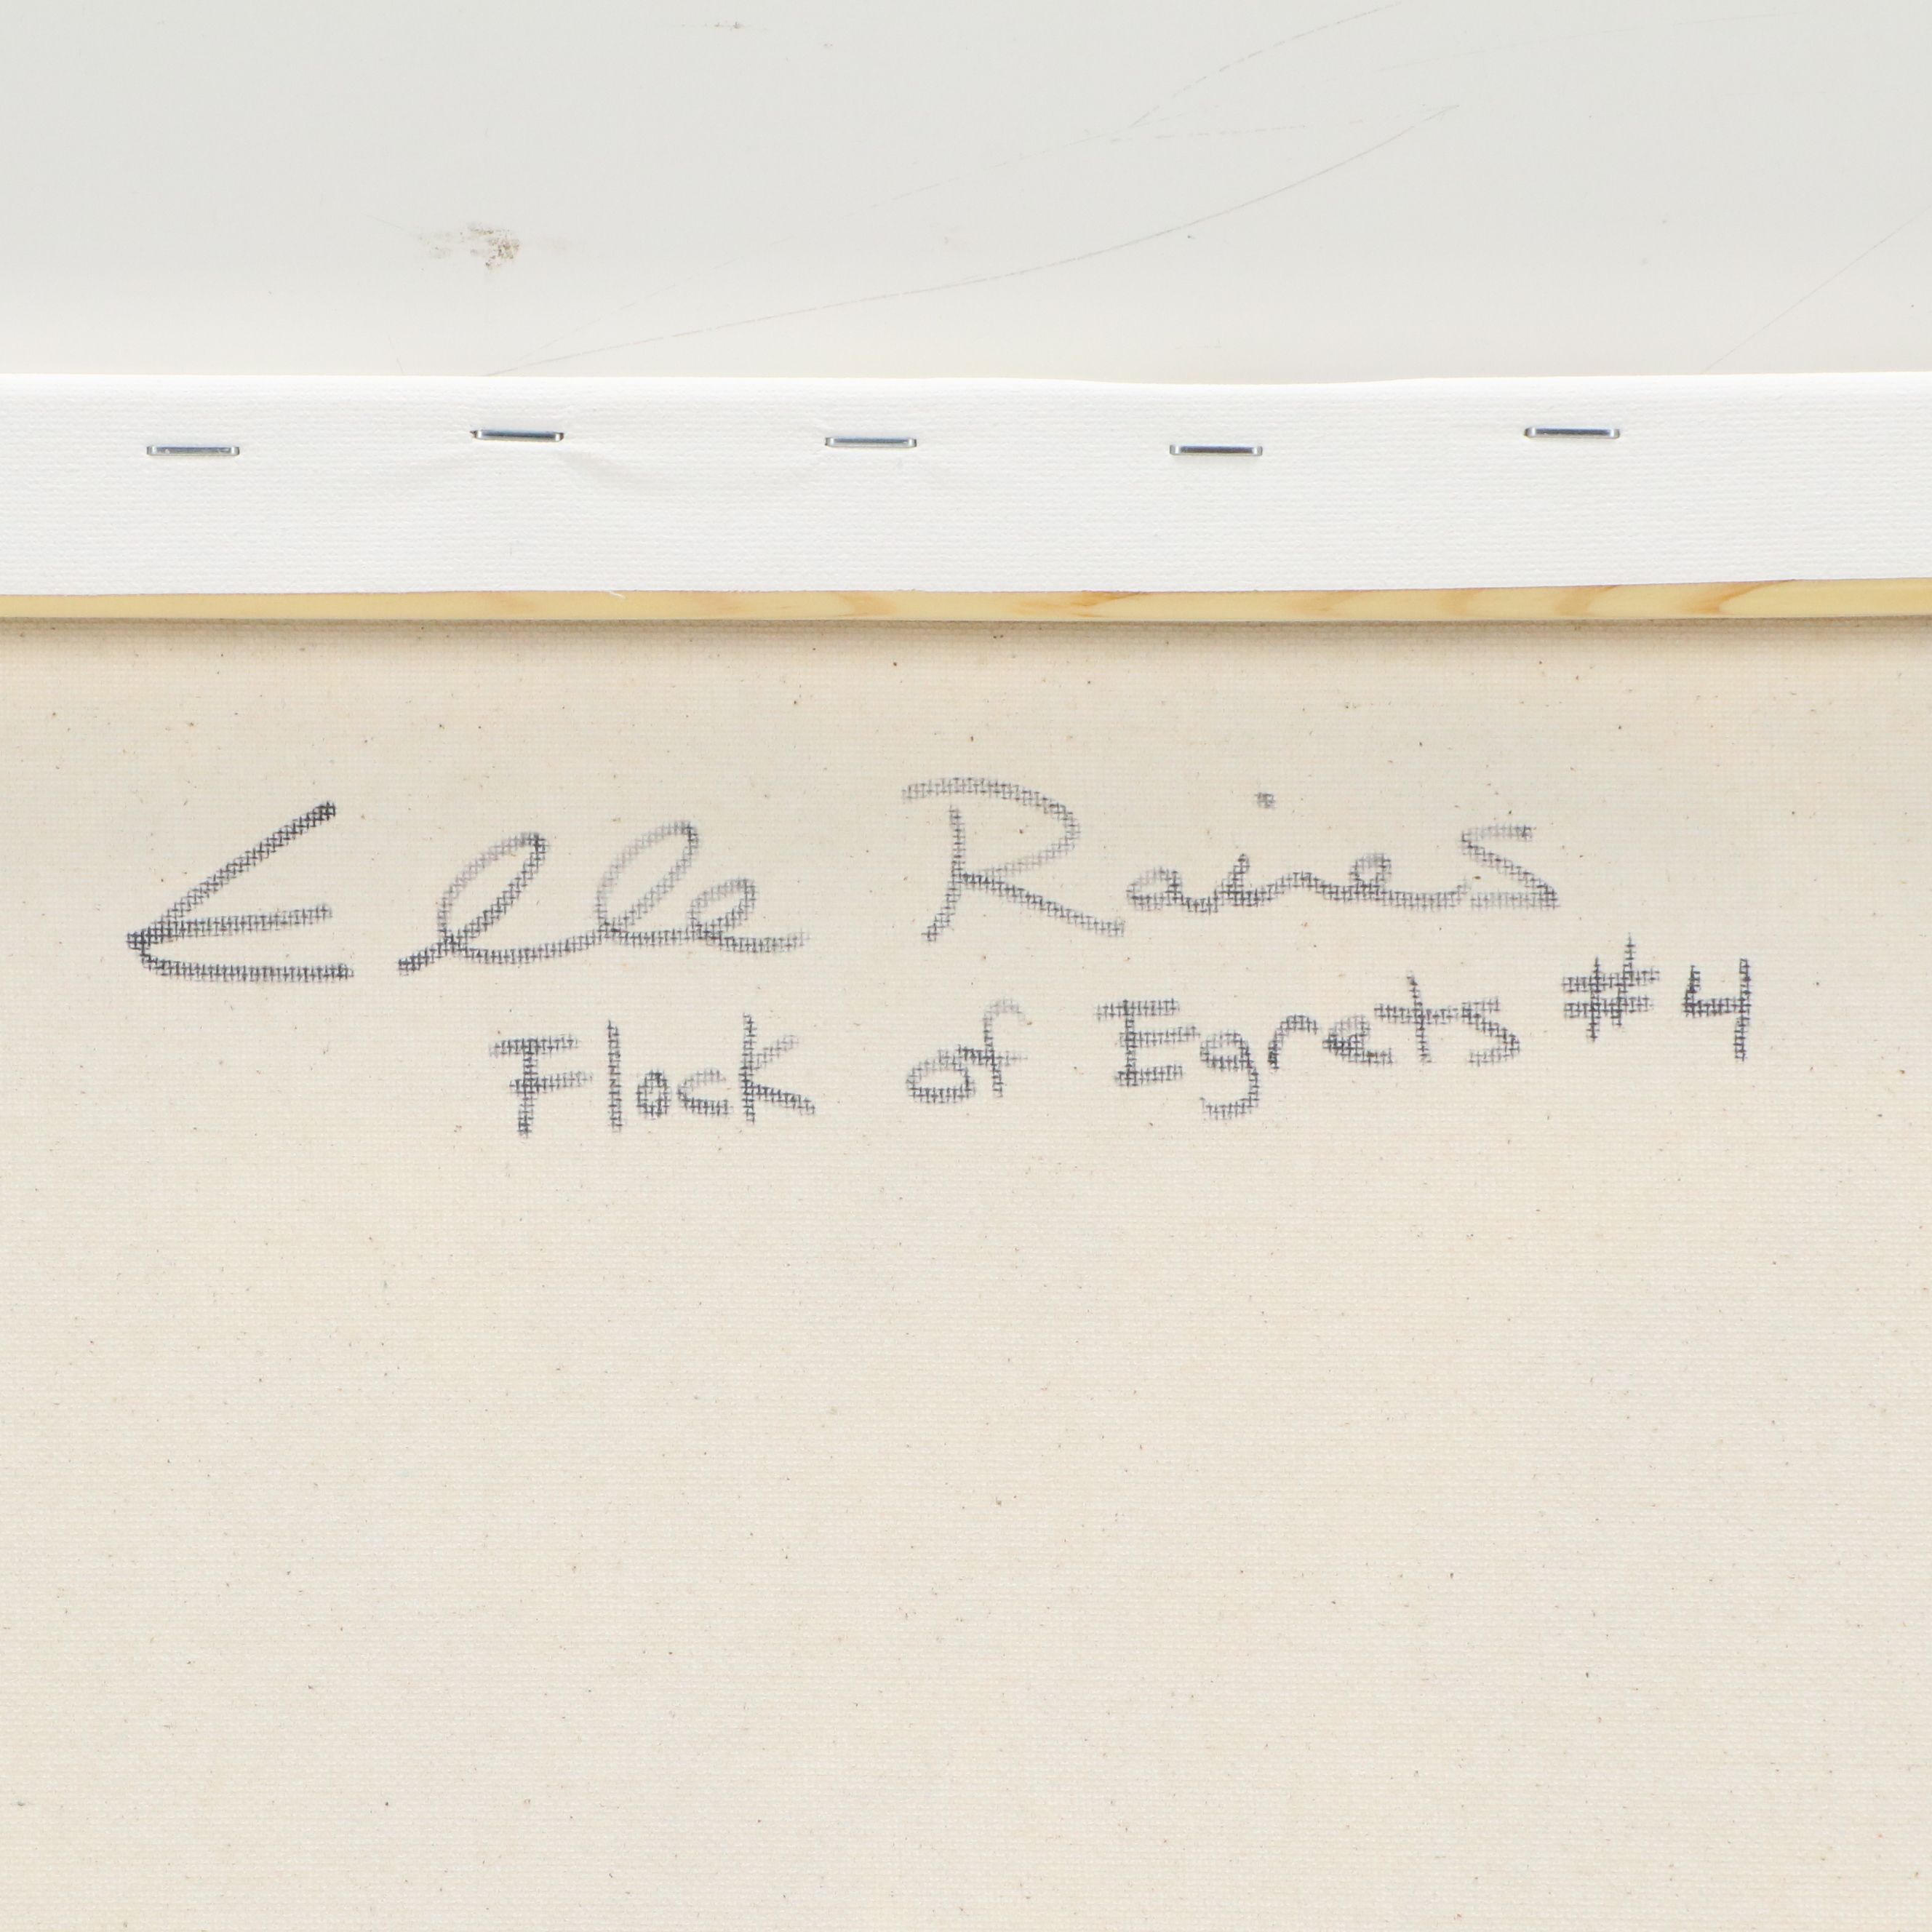 Elle Raines
Flock of Egrets #4